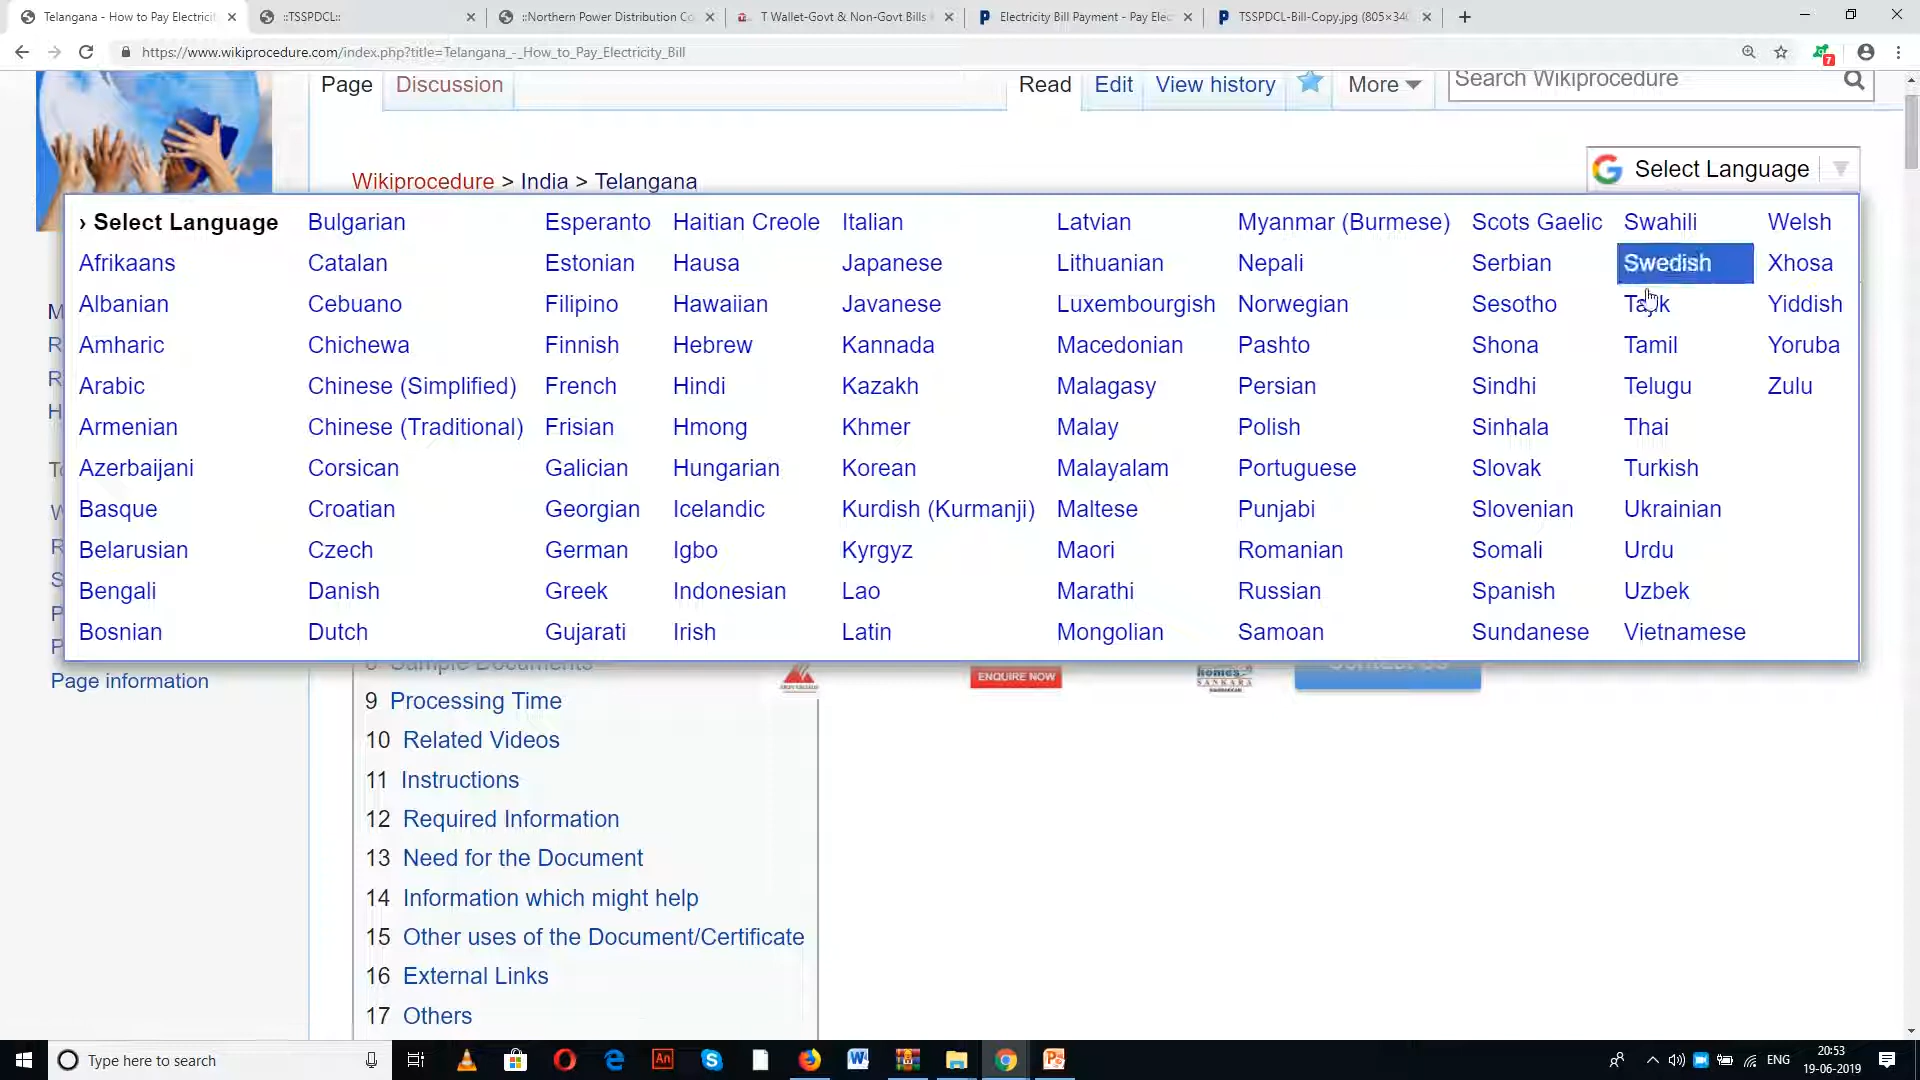 Telangana - How to Pay Electricit
::TSSPDCL::
::Northern Power Distribution Co
T Wallet-Govt & Non-Govt Bills
Electricity Bill Payment - Pay Elec
TSSPDCL-Bill-Copy.jpg (805×340
https://www.wikiprocedure.com/index.php?title=Telangana_-_How_to_Pay_Electricity_Bill
7
Page
Discussion
Read
Edit
View history
More
Search Wikiprocedure
Wikiprocedure > India > Telangana
Select Language
› Select Language Bulgarian Esperanto Haitian Creole Italian Latvian Myanmar (Burmese) Scots Gaelic Swahili Welsh
Afrikaans Catalan Estonian Hausa Japanese Lithuanian Nepali Serbian Swedish Xhosa
Albanian Cebuano Filipino Hawaiian Javanese Luxembourgish Norwegian Sesotho Tajik Yiddish
Amharic Chichewa Finnish Hebrew Kannada Macedonian Pashto Shona Tamil Yoruba
Arabic Chinese (Simplified) French Hindi Kazakh Malagasy Persian Sindhi Telugu Zulu
Armenian Chinese (Traditional) Frisian Hmong Khmer Malay Polish Sinhala Thai
Azerbaijani Corsican Galician Hungarian Korean Malayalam Portuguese Slovak Turkish
Basque Croatian Georgian Icelandic Kurdish (Kurmanji) Maltese Punjabi Slovenian Ukrainian
Belarusian Czech German Igbo Kyrgyz Maori Romanian Somali Urdu
Bengali Danish Greek Indonesian Lao Marathi Russian Spanish Uzbek
Bosnian Dutch Gujarati Irish Latin Mongolian Samoan Sundanese Vietnamese
8 Sample Documents
ENQUIRE NOW
homes SANKARA
Contact Us
Page information
9 Processing Time
10 Related Videos
11 Instructions
12 Required Information
13 Need for the Document
14 Information which might help
15 Other uses of the Document/Certificate
16 External Links
17 Others
Type here to search
ENG
20:53
19-06-2019